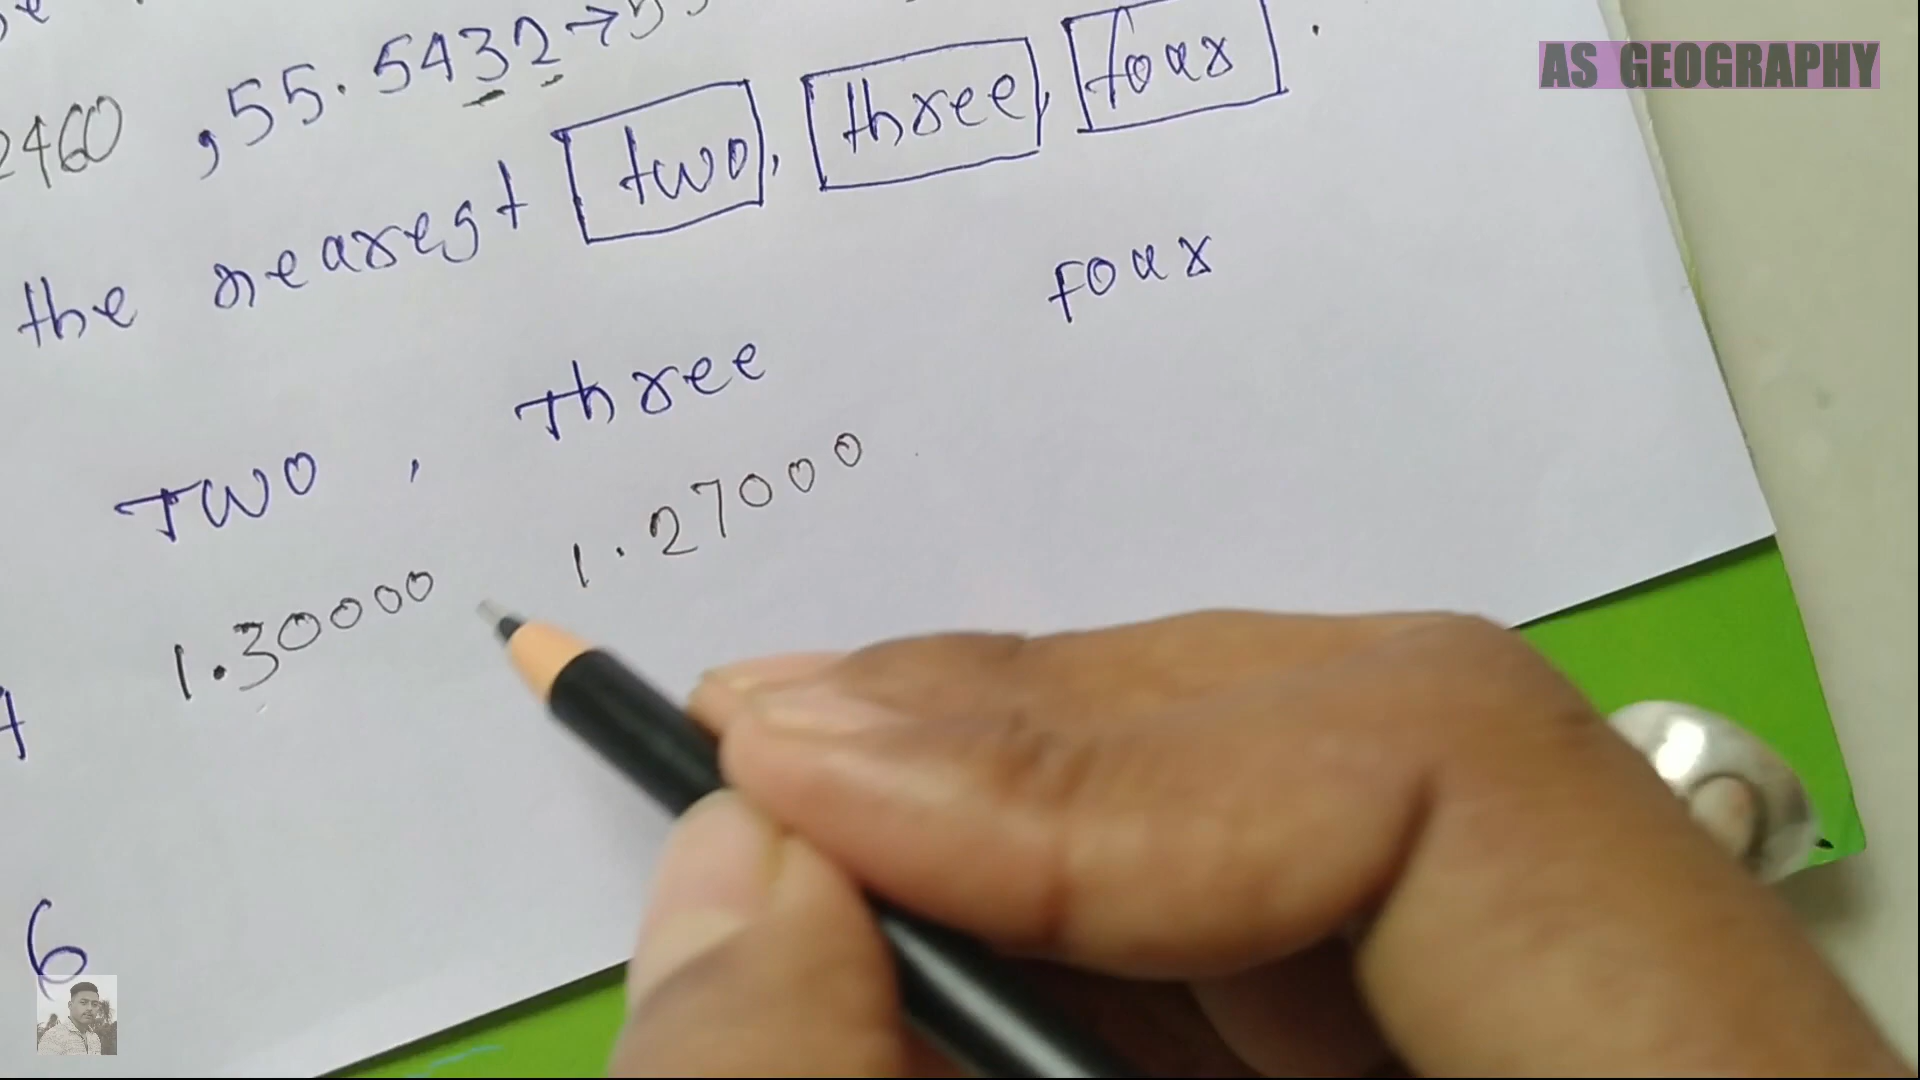 AS GEOGRAPHY
2460 , 55.5432 →
the nearest two, three, four.
Two , Three four
1.30000 1.27000
6